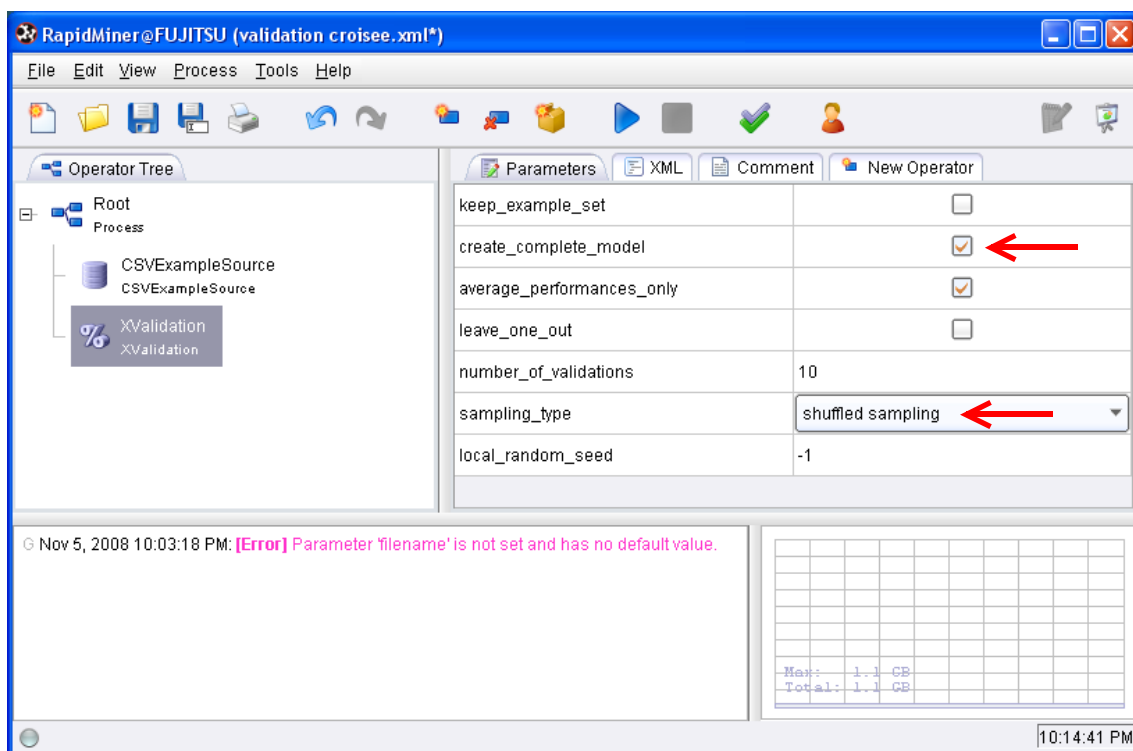 RapidMiner@FUJITSU (validation croisee.xml*)
File Edit View Process Tools Help
Operator Tree
Root
Process
CSVExampleSource
CSVExampleSource
XValidation
XValidation
Parameters XML Comment New Operator
keep_example_set
create_complete_model
average_performances_only
leave_one_out
number_of_validations 10
sampling_type shuffled sampling
local_random_seed -1
G Nov 5, 2008 10:03:18 PM: [Error] Parameter 'filename' is not set and has no default value.
Max: 1.1 GB
Total: 1.1 GB
10:14:41 PM